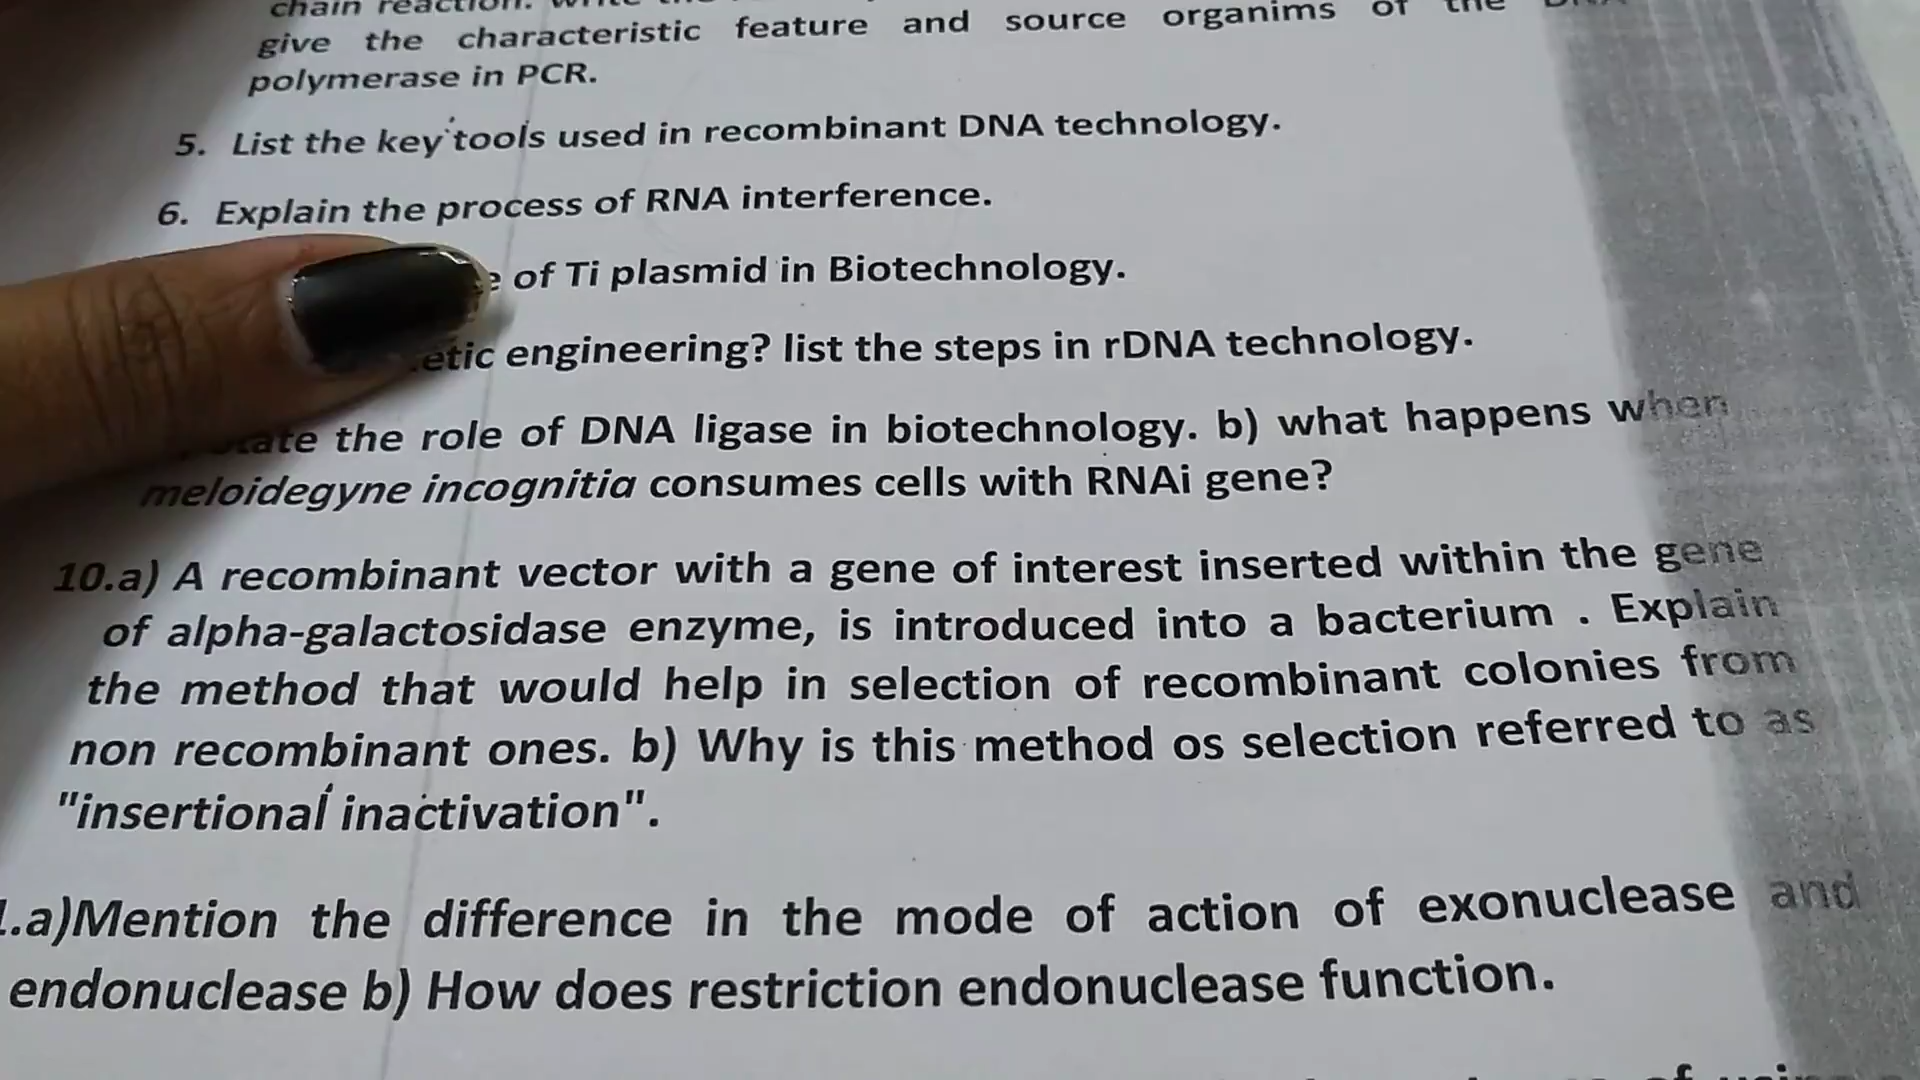 chain reaction.
give the characteristic feature and source organims of the DNA
polymerase in PCR.
5. List the key tools used in recombinant DNA technology.
6. Explain the process of RNA interference.
of Ti plasmid in Biotechnology.
engineering? list the steps in rDNA technology.
the role of DNA ligase in biotechnology. b) what happens when
meloidegyne incognitia consumes cells with RNAi gene?
10.a) A recombinant vector with a gene of interest inserted within the gene
of alpha-galactosidase enzyme, is introduced into a bacterium . Explain
the method that would help in selection of recombinant colonies from
non recombinant ones. b) Why is this method os selection referred to as
"insertional inactivation".
.a)Mention the difference in the mode of action of exonuclease and
endonuclease b) How does restriction endonuclease function.